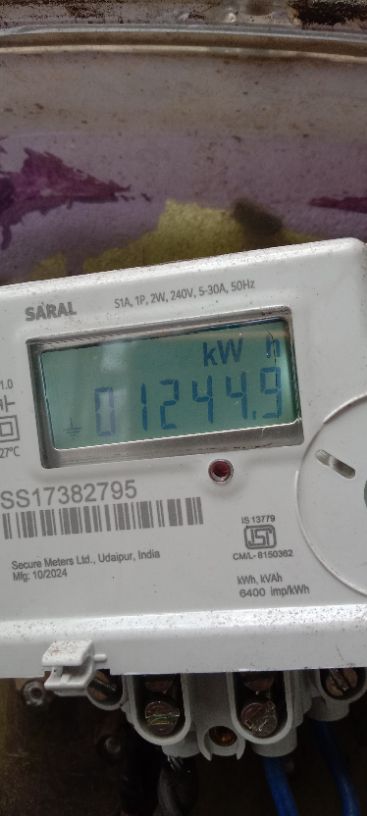 SARAL
S1A, 1P, 2W, 240V, 5-30A, 50Hz
kW h
01244.9
1.0
27°C
SS17382795
IS 13779
CM/L- 8150362
Secure Meters Ltd., Udaipur, India
Mfg: 10/2024
kWh, kVAh
6400 imp/kWh